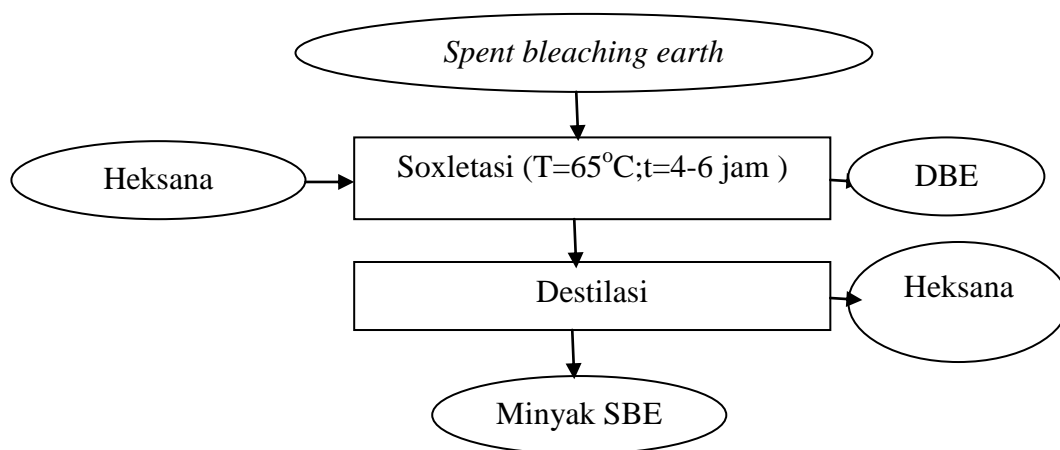 Spent bleaching earth
Heksana
Soxletasi (T=65°C;t=4-6 jam )
DBE
Destilasi
Heksana
Minyak SBE